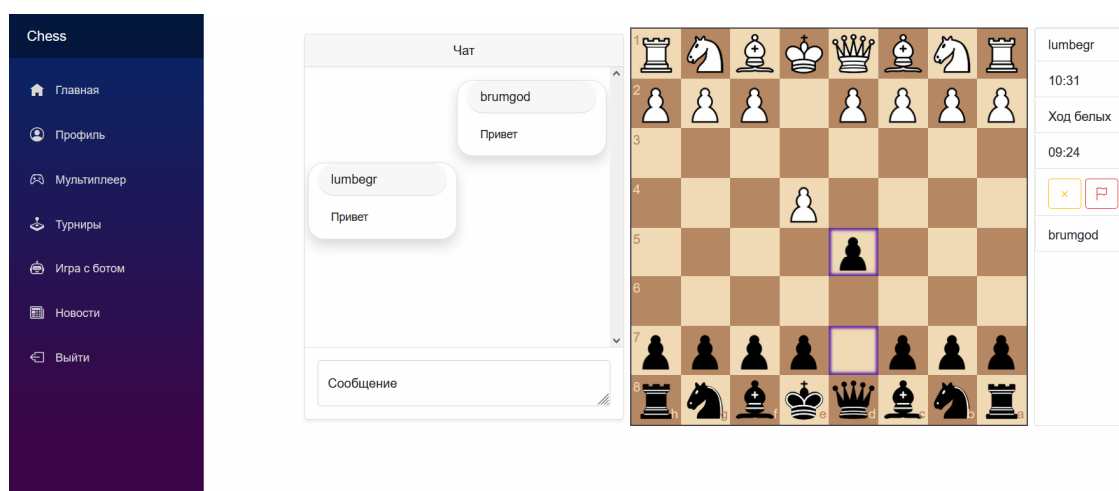 Chess
Главная
Профиль
Мультиплеер
Турниры
Игра с ботом
Новости
Выйти
Чат
brumgod
Привет
lumbegr
Привет
Сообщение
1
2
3
4
5
6
7
8
h g f e d c b a
lumbegr
10:31
Ход белых
09:24
×
brumgod